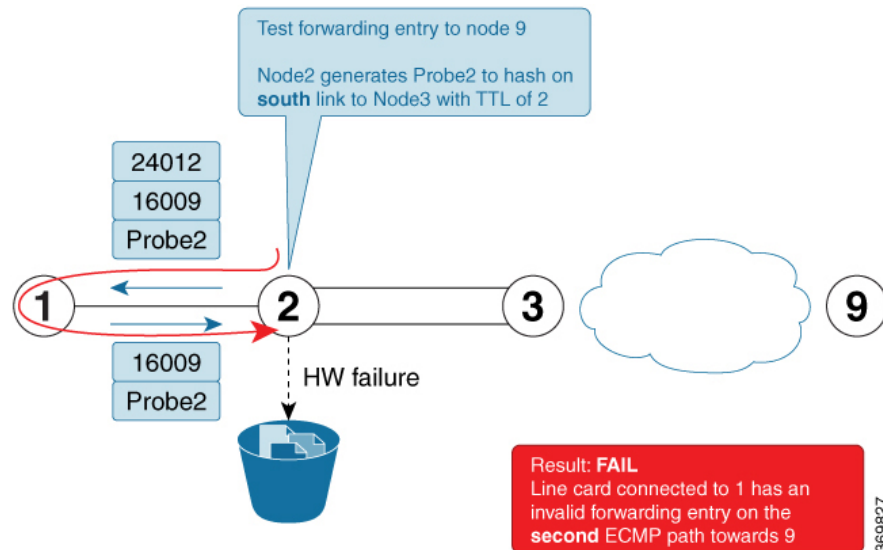 Test forwarding entry to node 9
Node2 generates Probe2 to hash on
south link to Node3 with TTL of 2
24012
16009
Probe2
1
2
3
9
16009
Probe2
HW failure
Result: FAIL
Line card connected to 1 has an
invalid forwarding entry on the
second ECMP path towards 9
369827